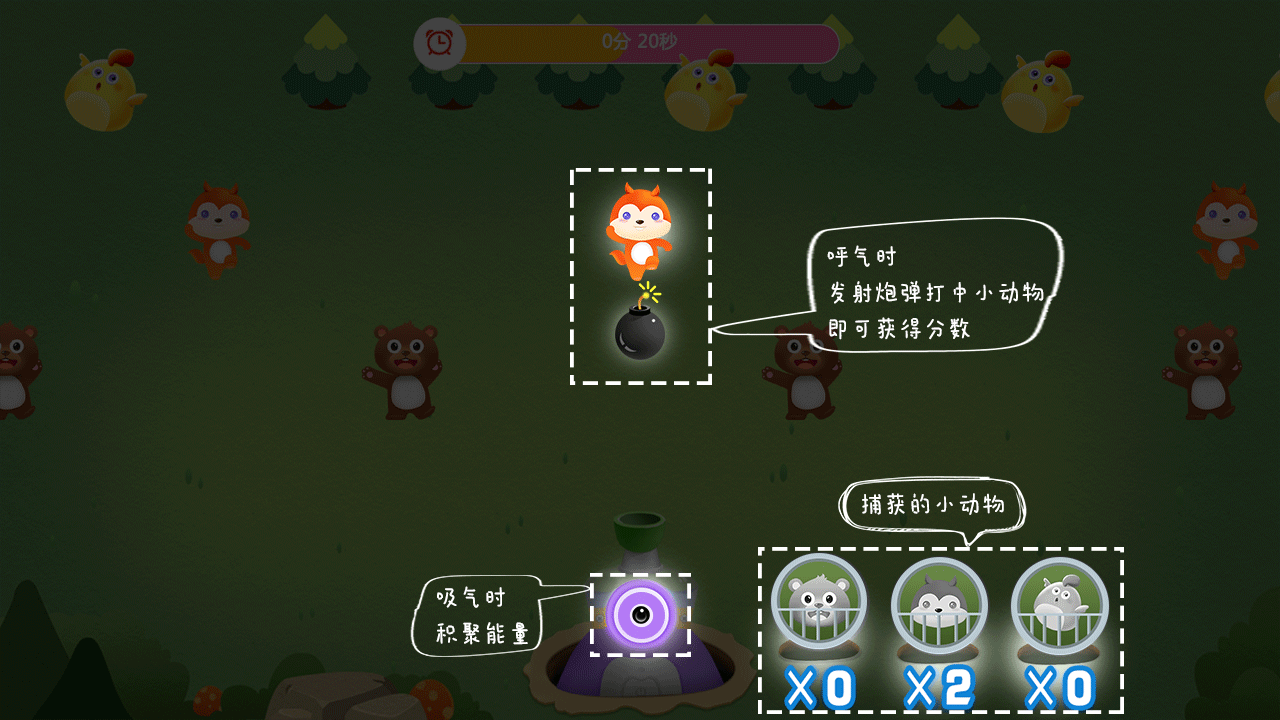 0分 20秒
呼气时
发射炮弹打中小动物
即可获得分数
捕获的小动物
吸气时
积聚能量
X0
X2
X0